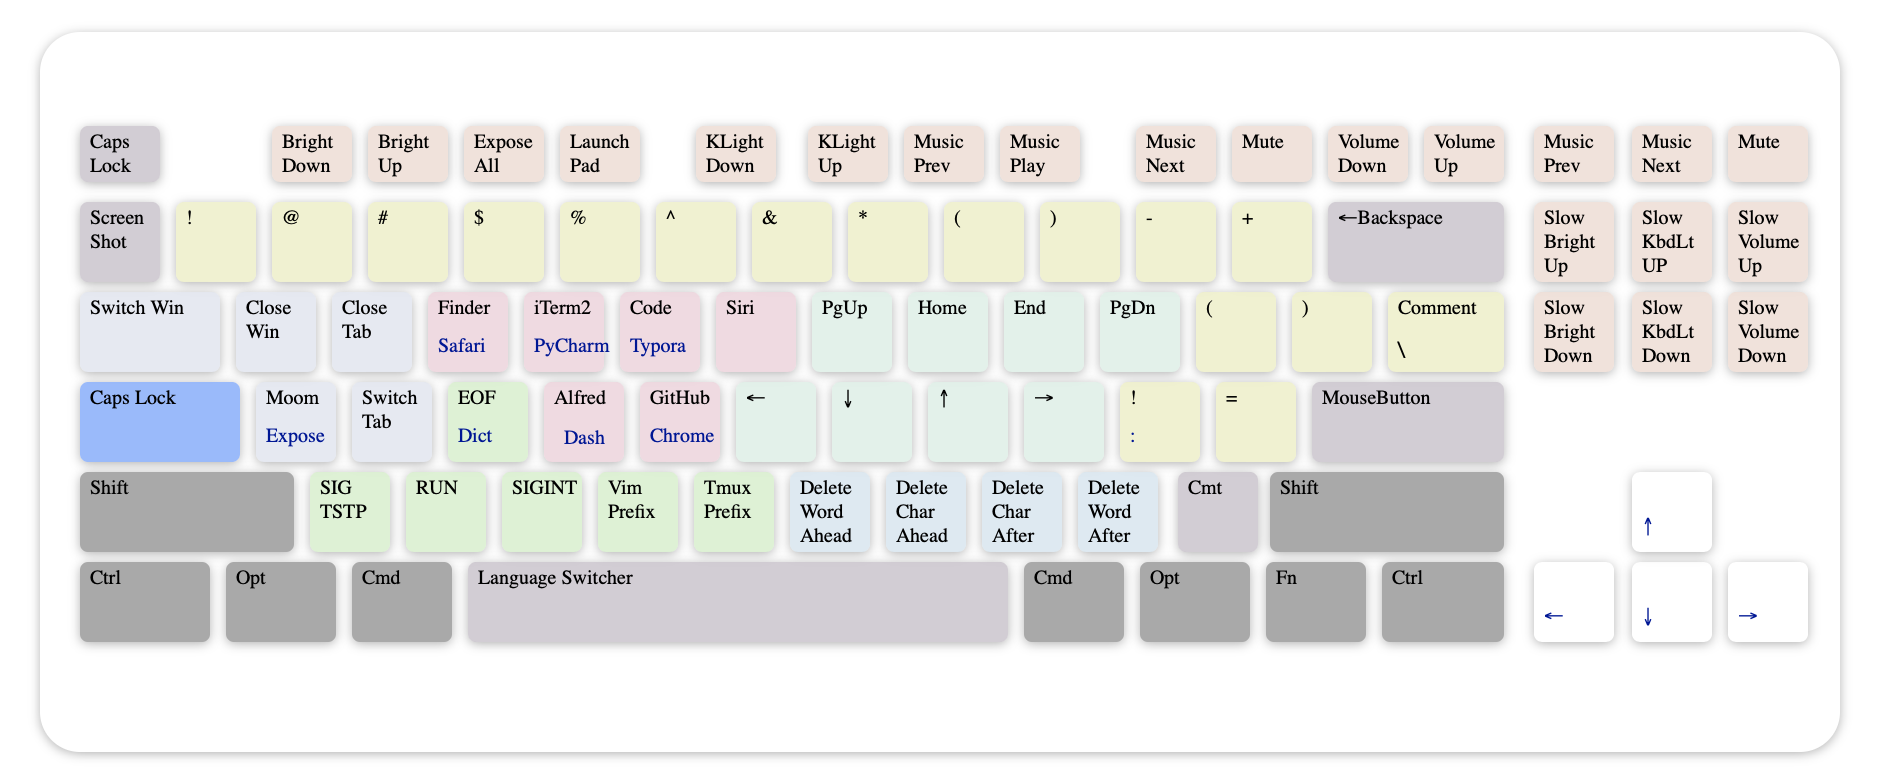 Caps Lock
Bright Down
Bright Up
Expose All
Launch Pad
KLight Down
KLight Up
Music Prev
Music Play
Music Next
Mute
Volume Down
Volume Up
Music Prev
Music Next
Mute
Screen Shot
!
@
#
$
%
^
&
*
(
)
-
+
←Backspace
Slow Bright Up
Slow KbdLt UP
Slow Volume Up
Switch Win
Close Win
Close Tab
Finder
Safari
iTerm2
PyCharm
Code
Typora
Siri
PgUp
Home
End
PgDn
(
)
Comment
\
Slow Bright Down
Slow KbdLt Down
Slow Volume Down
Caps Lock
Moom
Expose
Switch Tab
EOF
Dict
Alfred
Dash
GitHub
Chrome
←
↓
↑
→
!
:
=
MouseButton
Shift
SIG TSTP
RUN
SIGINT
Vim Prefix
Tmux Prefix
Delete Word Ahead
Delete Char Ahead
Delete Char After
Delete Word After
Cmt
Shift
↑
Ctrl
Opt
Cmd
Language Switcher
Cmd
Opt
Fn
Ctrl
←
↓
→